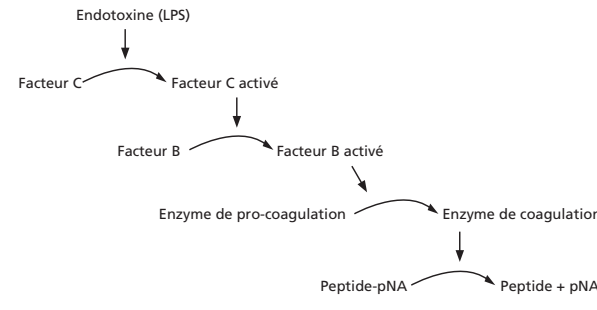 Endotoxine (LPS)
Facteur C Facteur C activé
Facteur B Facteur B activé
Enzyme de pro-coagulation Enzyme de coagulation
Peptide-pNA Peptide + pNA